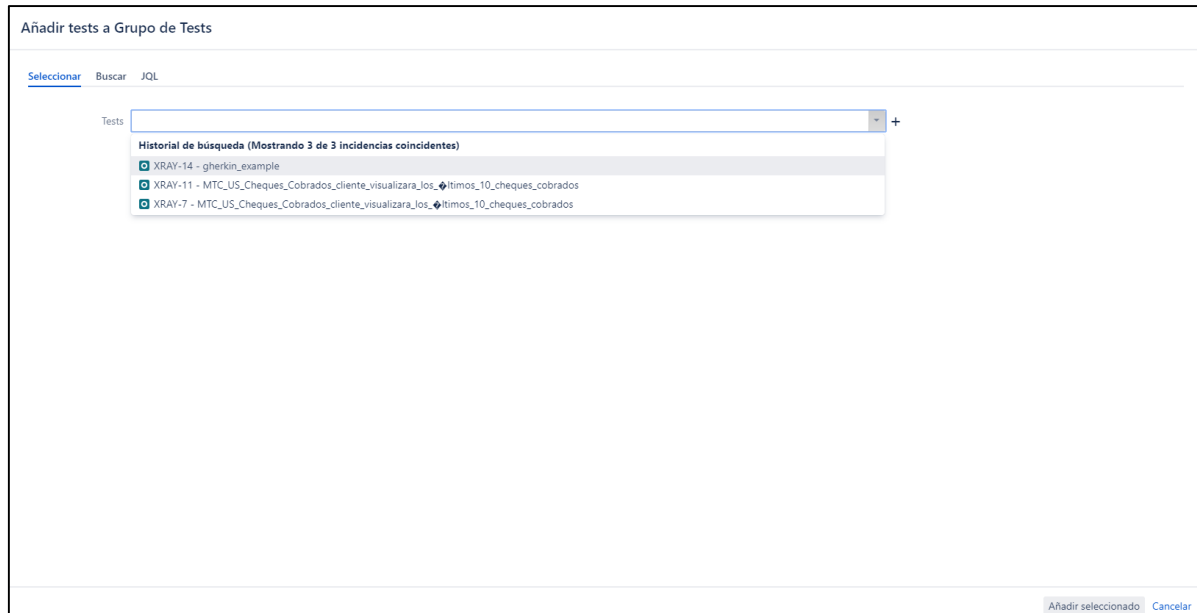 Añadir tests a Grupo de Tests
Seleccionar Buscar JQL
Tests
Historial de búsqueda (Mostrando 3 de 3 incidencias coincidentes)
XRAY-14 - gherkin_example
XRAY-11 - MTC_US_Cheques_Cobrados_cliente_visualizara_los_�ltimos_10_cheques_cobrados
XRAY-7 - MTC_US_Cheques_Cobrados_cliente_visualizara_los_�ltimos_10_cheques_cobrados
Añadir seleccionado Cancelar